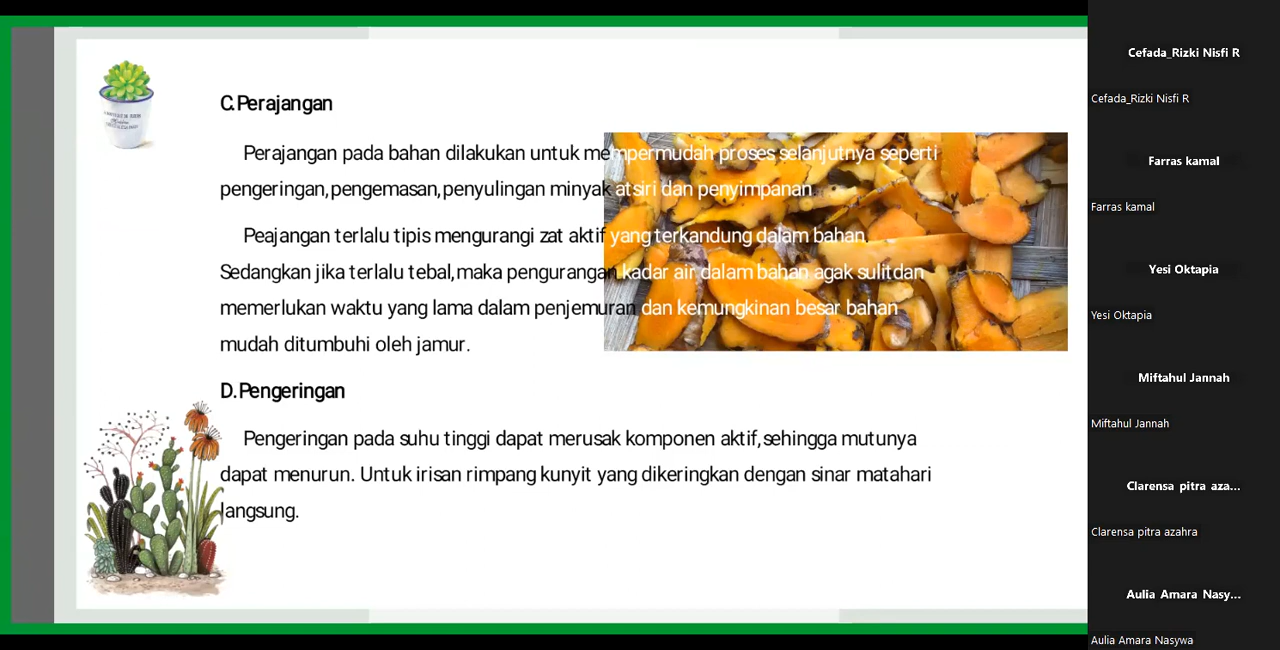 C.Perajangan
Perajangan pada bahan dilakukan untuk mempermudah proses selanjutnya seperti
pengeringan,pengemasan,penyulingan minyak atsiri dan penyimpanan
Peajangan terlalu tipis mengurangi zat aktif yang terkandung dalam bahan.
Sedangkan jika terlalu tebal,maka pengurangan kadar air dalam bahan agak sulit dan
memerlukan waktu yang lama dalam penjemuran dan kemungkinan besar bahan
mudah ditumbuhi oleh jamur.
D.Pengeringan
Pengeringan pada suhu tinggi dapat merusak komponen aktif,sehingga mutunya
dapat menurun. Untuk irisan rimpang kunyit yang dikeringkan dengan sinar matahari
langsung.
Cefada_Rizki Nisfi R
Cefada_Rizki Nisfi R
Farras kamal
Farras kamal
Yesi Oktapia
Yesi Oktapia
Miftahul Jannah
Miftahul Jannah
Clarensa pitra aza...
Clarensa pitra azahra
Aulia Amara Nasy...
Aulia Amara Nasywa